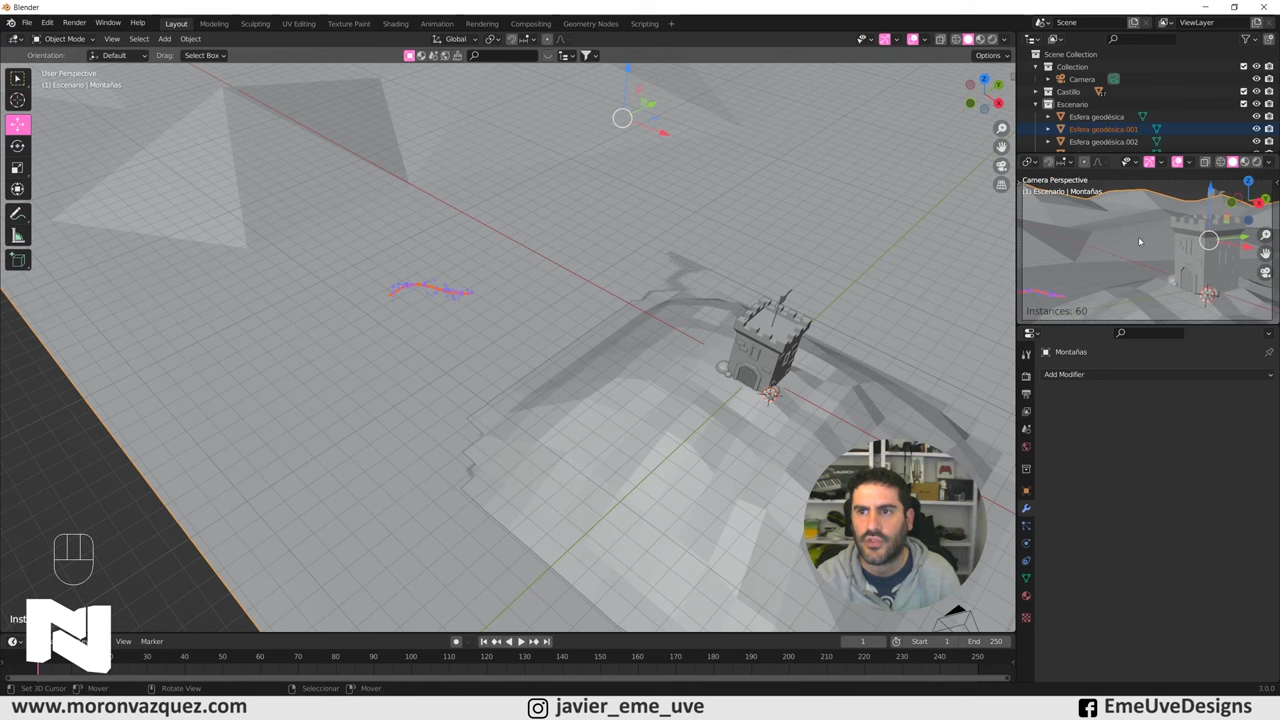 Blender
File Edit Render Window Help Layout Modeling Sculpting UV Editing Texture Paint Shading Animation Rendering Compositing Geometry Nodes Scripting + Scene ViewLayer
Object Mode View Select Add Object Global
Orientation: Default Drag: Select Box Options
User Perspective
(1) Escenario | Montañas
Z
Y
X
Scene Collection
Collection
Camera
Castillo
Escenario
Esfera geodésica
Esfera geodésica.001
Esfera geodésica.002
Camera Perspective
(1) Escenario | Montañas
Instances: 60
Montañas
Add Modifier
N
View Marker
1 Start 1 End 250
30 40 50 60 70 80 90 100 110 120 130 140 150 160 170 180 190 200 210 220 230 240 250
Set 3D Cursor Mover Rotate View Seleccionar Mover 3.0.0
www.moronvazquez.com javier_eme_uve EmeUveDesigns